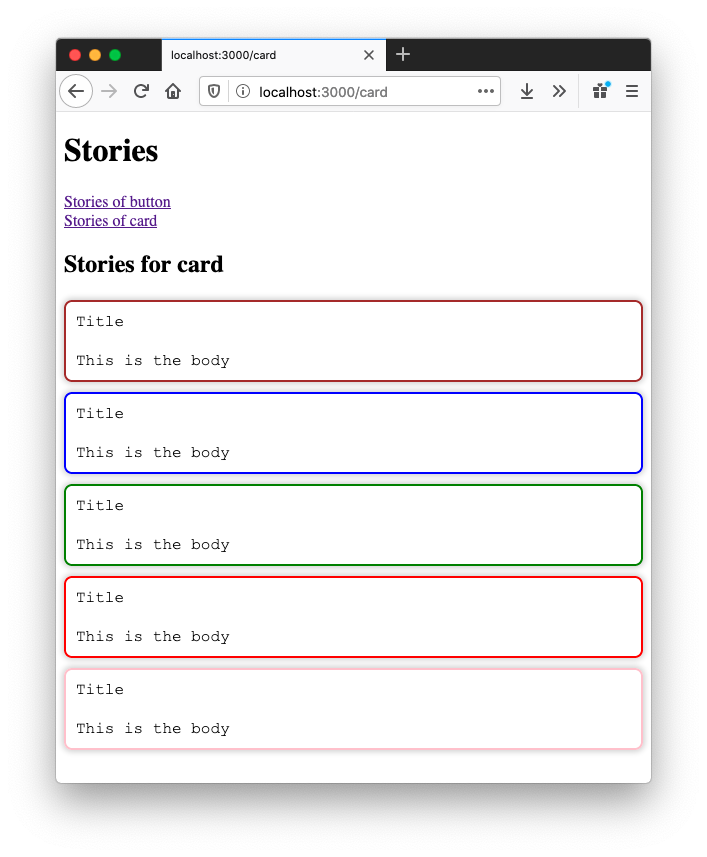 localhost:3000/card
localhost:3000/card
Stories
Stories of button
Stories of card
Stories for card
Title
This is the body
Title
This is the body
Title
This is the body
Title
This is the body
Title
This is the body